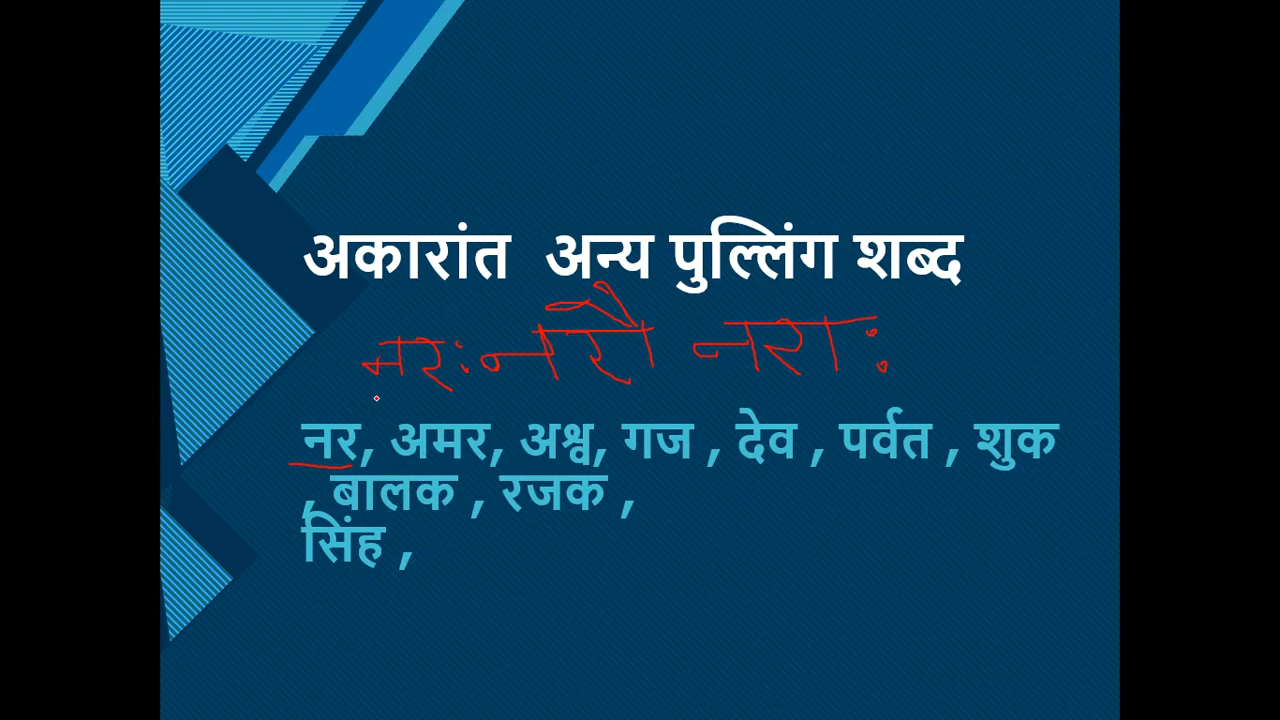 अकारांत अन्य पुल्लिंग शब्द
नरः नरौ नराः
नर, अमर, अश्व, गज , देव , पर्वत , शुक
, बालक , रजक ,
सिंह ,